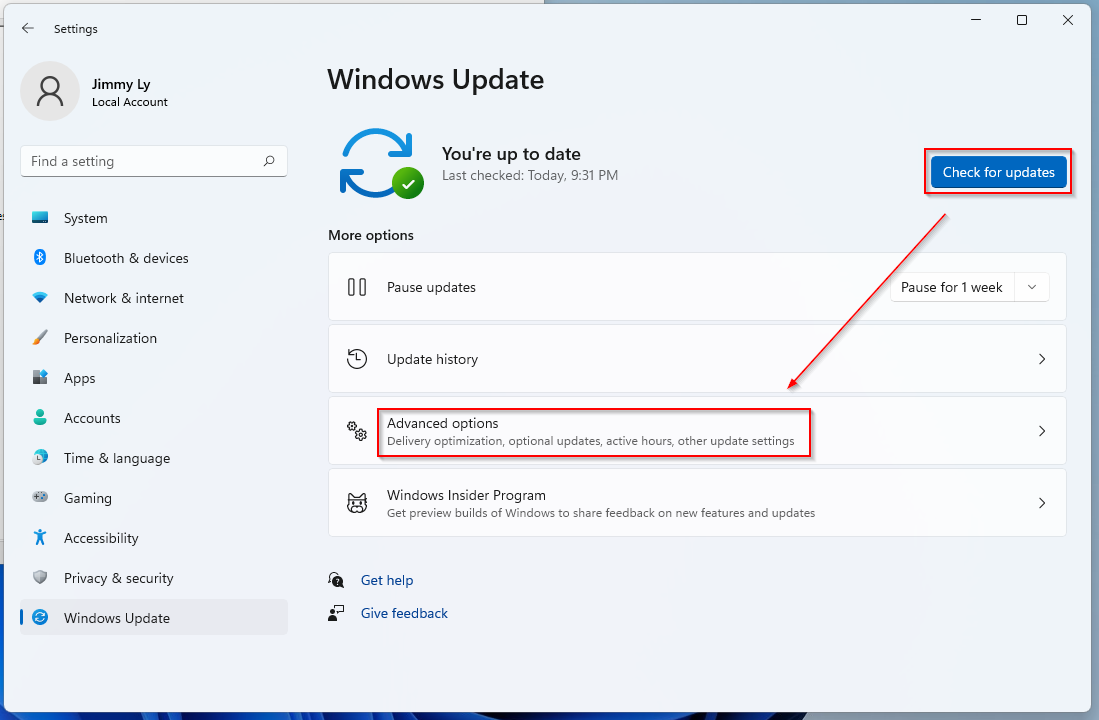 Settings
Jimmy Ly
Local Account
Find a setting
System
Bluetooth & devices
Network & internet
Personalization
Apps
Accounts
Time & language
Gaming
Accessibility
Privacy & security
Windows Update
Windows Update
You're up to date
Last checked: Today, 9:31 PM
Check for updates
More options
Pause updates
Pause for 1 week
Update history
Advanced options
Delivery optimization, optional updates, active hours, other update settings
Windows Insider Program
Get preview builds of Windows to share feedback on new features and updates
Get help
Give feedback